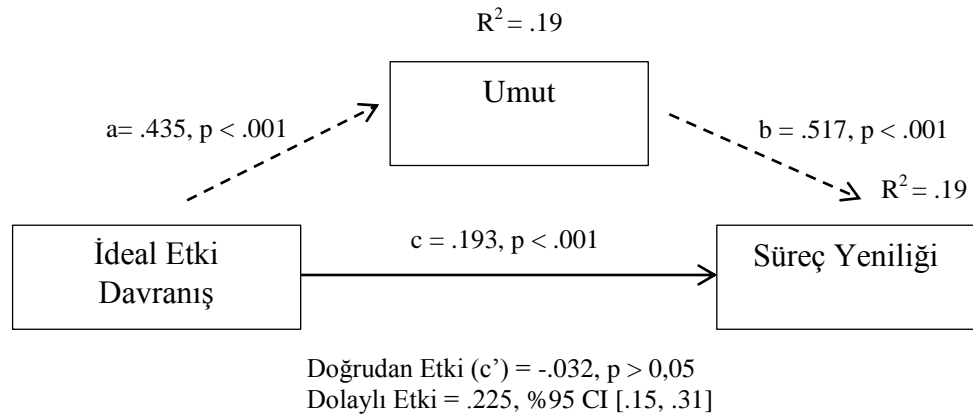 R² = .19
Umut
a= .435, p < .001
b = .517, p < .001
R² = .19
İdeal Etki
Davranış
c = .193, p < .001
Süreç Yeniliği
Doğrudan Etki (c’) = -.032, p > 0,05
Dolaylı Etki = .225, %95 CI [.15, .31]